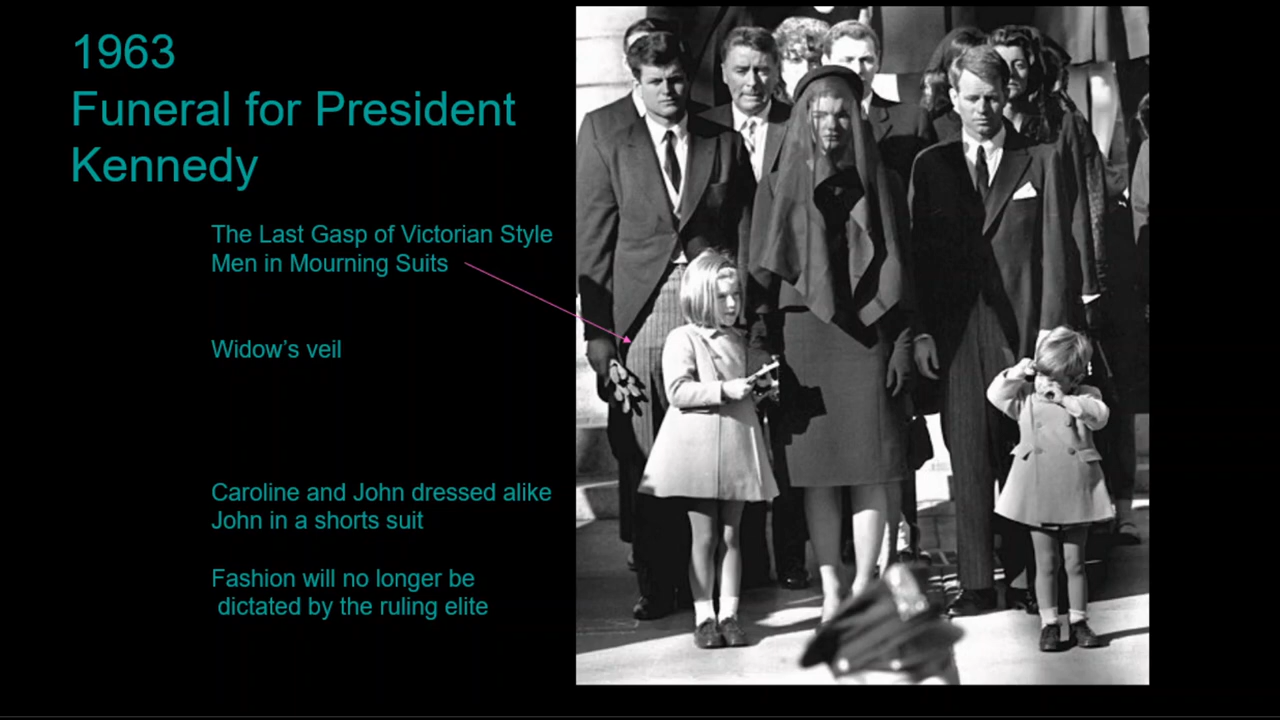 1963
Funeral for President
Kennedy
The Last Gasp of Victorian Style
Men in Mourning Suits
Widow’s veil
Caroline and John dressed alike
John in a shorts suit
Fashion will no longer be
dictated by the ruling elite